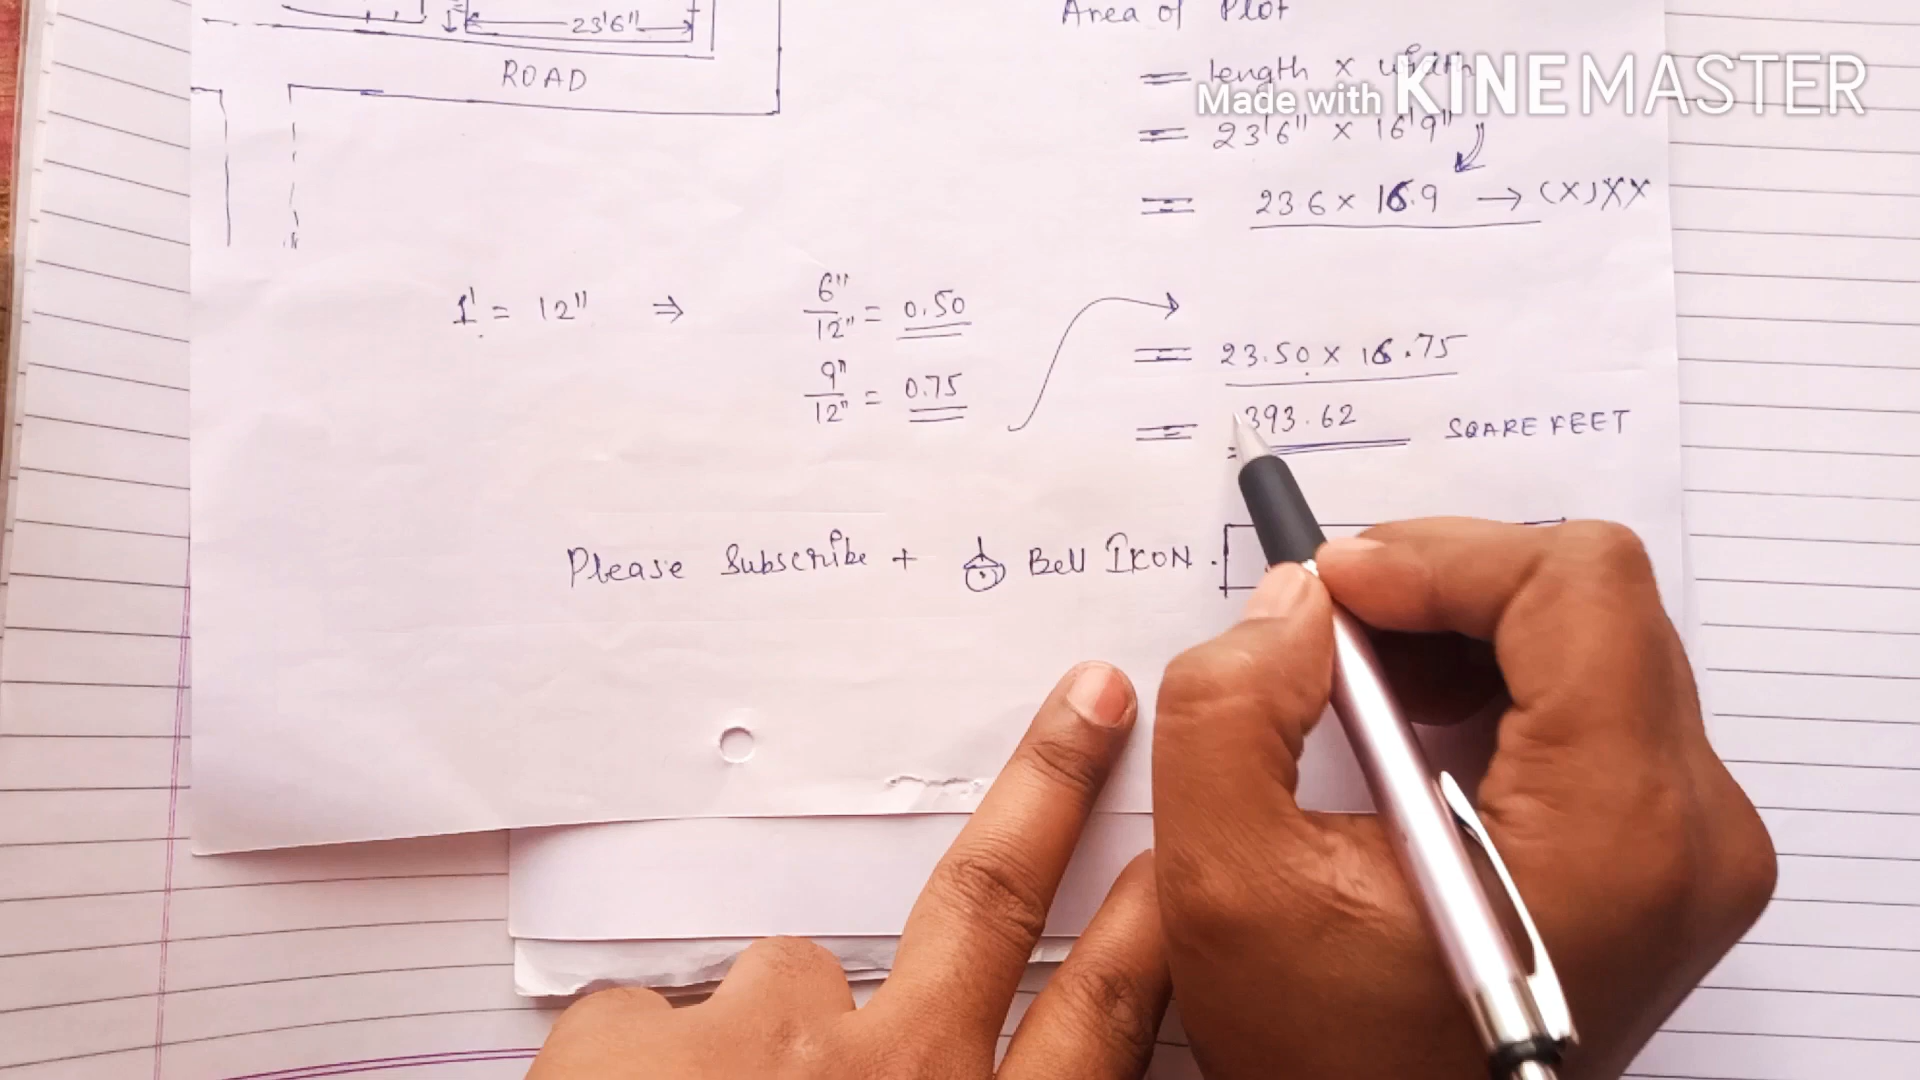 23'6"
ROAD
Area of Plot
= length x width
Made with KINEMASTER
= 23'6" x 16'9"
= 23 6 x 16.9 → (X)XX
1' = 12" ⇒
6"/12" = 0.50
9"/12" = 0.75
= 23.50 x 16.75
= 393.62 SQARE FEET
Please Subscribe + Bell IKON.